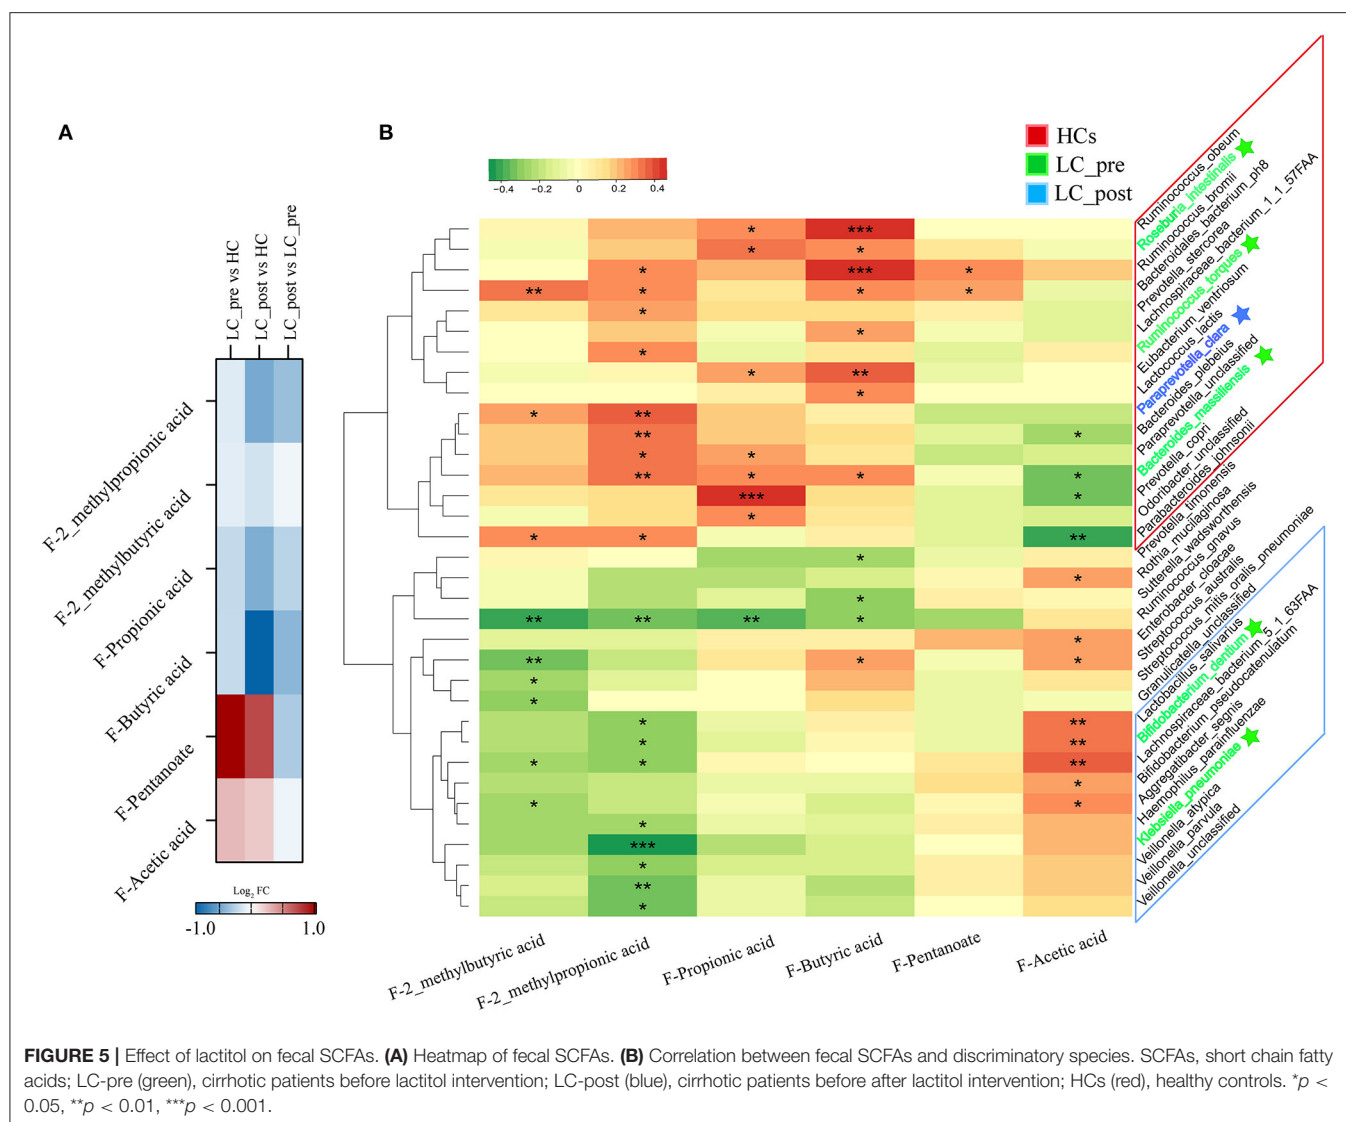 A
B
HCs
LC_pre
LC_post
−0.4 −0.2 0 0.2 0.4
LC_pre vs HC
LC_post vs HC
LC_post vs LC_pre
F-2_methylpropionic acid
F-2_methylbutyric acid
F-Propionic acid
F-Butyric acid
F-Pentanoate
F-Acetic acid
Log2 FC
-1.0 1.0
* ***
* *
* *** *
** * * *
*
*
*
* **
*
* **
** *
* *
** * * *
*** *
*
* * **
*
*
*
** ** ** *
*
** * *
*
*
* **
* **
* * **
*
* *
*
***
*
**
*
Ruminococcus_obeum
Roseburia_intestinalis
Ruminococcus_bromii
Bacteroidales_bacterium_ph8
Prevotella_stercorea
Lachnospiraceae_bacterium_1_1_57FAA
Ruminococcus_torques
Eubacterium_ventriosum
Lactococcus_lactis
Paraprevotella_clara
Bacteroides_plebeius
Paraprevotella_unclassified
Bacteroides_massiliensis
Prevotella_copri
Odoribacter_unclassified
Parabacteroides_johnsonii
Prevotella_timonensis
Rothia_mucilaginosa
Sutterella_wadsworthensis
Ruminococcus_gnavus
Enterobacter_cloacae
Streptococcus_australis
Streptococcus_mitis_oralis_pneumoniae
Granulicatella_unclassified
Lactobacillus_salivarius
Bifidobacterium_dentium
Lachnospiraceae_bacterium_5_1_63FAA
Bifidobacterium_pseudocatenulatum
Aggregatibacter_segnis
Haemophilus_parainfluenzae
Klebsiella_pneumoniae
Veillonella_atypica
Veillonella_parvula
Veillonella_unclassified
F-2_methylbutyric acid
F-2_methylpropionic acid
F-Propionic acid
F-Butyric acid
F-Pentanoate
F-Acetic acid
FIGURE 5 | Effect of lactitol on fecal SCFAs. (A) Heatmap of fecal SCFAs. (B) Correlation between fecal SCFAs and discriminatory species. SCFAs, short chain fatty
acids; LC-pre (green), cirrhotic patients before lactitol intervention; LC-post (blue), cirrhotic patients before after lactitol intervention; HCs (red), healthy controls. *p <
0.05, **p < 0.01, ***p < 0.001.